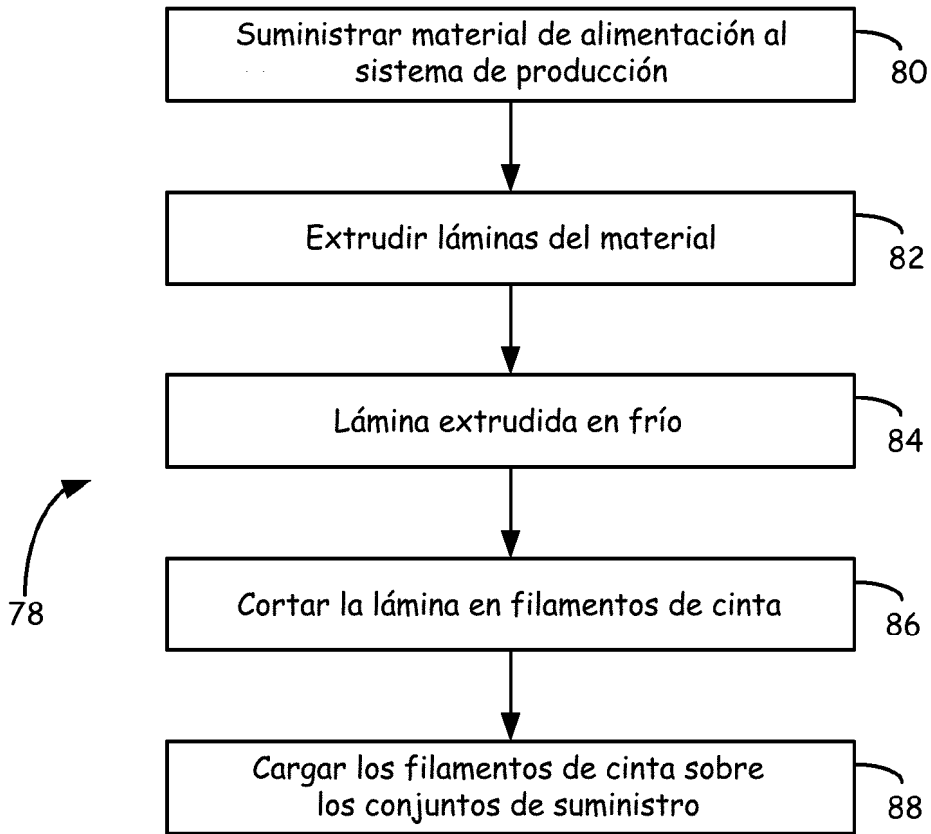 Suministrar material de alimentación al
sistema de producción
80
Extrudir láminas del material
82
Lámina extrudida en frío
84
78
Cortar la lámina en filamentos de cinta
86
Cargar los filamentos de cinta sobre
los conjuntos de suministro
88